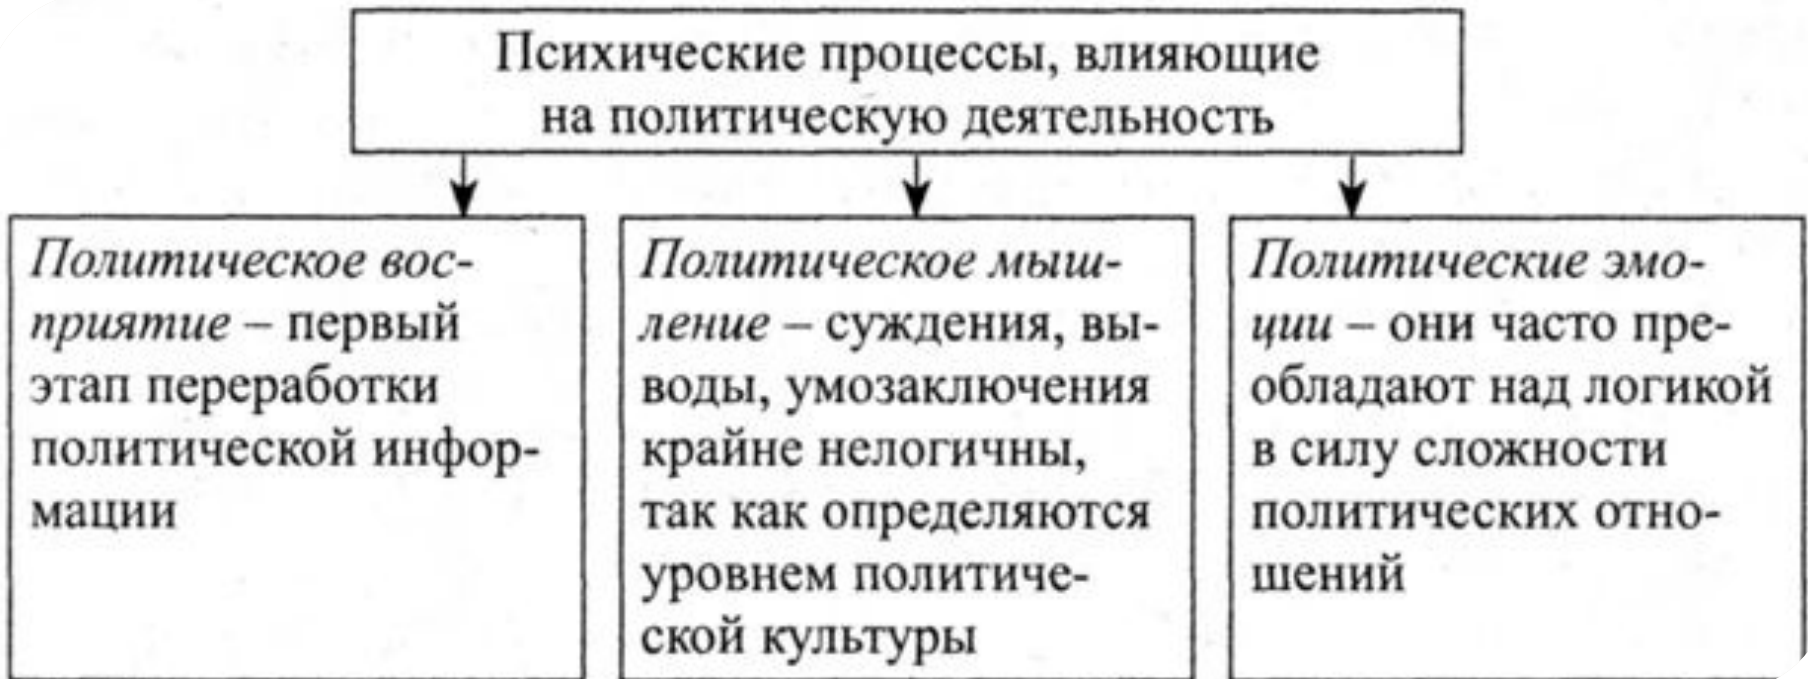 Психические процессы, влияющие
на политическую деятельность
Политическое вос-
приятие – первый
этап переработки
политической инфор-
мации
Политическое мыш-
ление – суждения, вы-
воды, умозаключения
крайне нелогичны,
так как определяются
уровнем политиче-
ской культуры
Политические эмо-
ции – они часто пре-
обладают над логикой
в силу сложности
политических отно-
шений